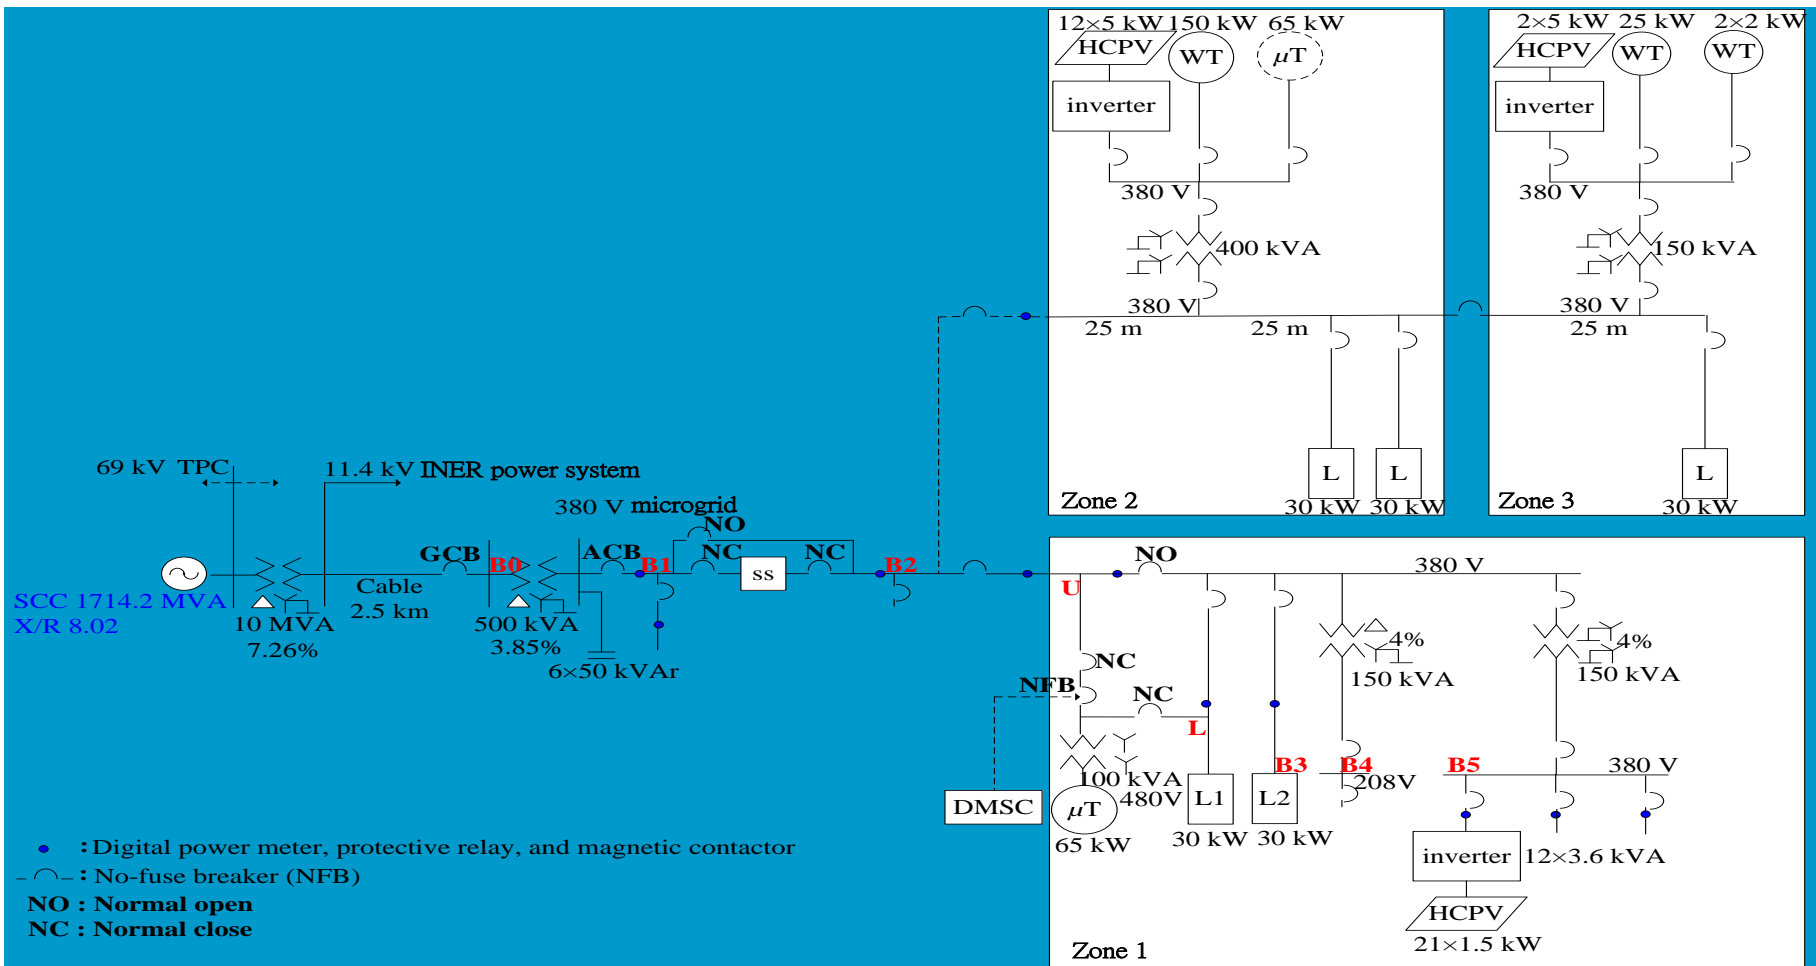 12×5 kW 150 kW 65 kW
HCPV WT μT
inverter
380 V
400 kVA
380 V
25 m 25 m
L L
30 kW 30 kW
Zone 2
2×5 kW 25 kW 2×2 kW
HCPV WT WT
inverter
380 V
150 kVA
380 V
25 m
L
30 kW
Zone 3
69 kV TPC
11.4 kV INER power system
380 V microgrid
NO
GCB B0 ACB B1 NC NC B2
ss
Cable
2.5 km
SCC 1714.2 MVA
X/R 8.02
10 MVA
7.26%
500 kVA
3.85%
6×50 kVAr
NO
380 V
U
NC
NFB
NC
L
4%
150 kVA
4%
150 kVA
100 kVA
480V
B3 B4
208V
B5 380 V
DMSC
μT
65 kW
L1 L2
30 kW 30 kW
inverter 12×3.6 kVA
HCPV
21×1.5 kW
Zone 1
: Digital power meter, protective relay, and magnetic contactor
: No-fuse breaker (NFB)
NO : Normal open
NC : Normal close